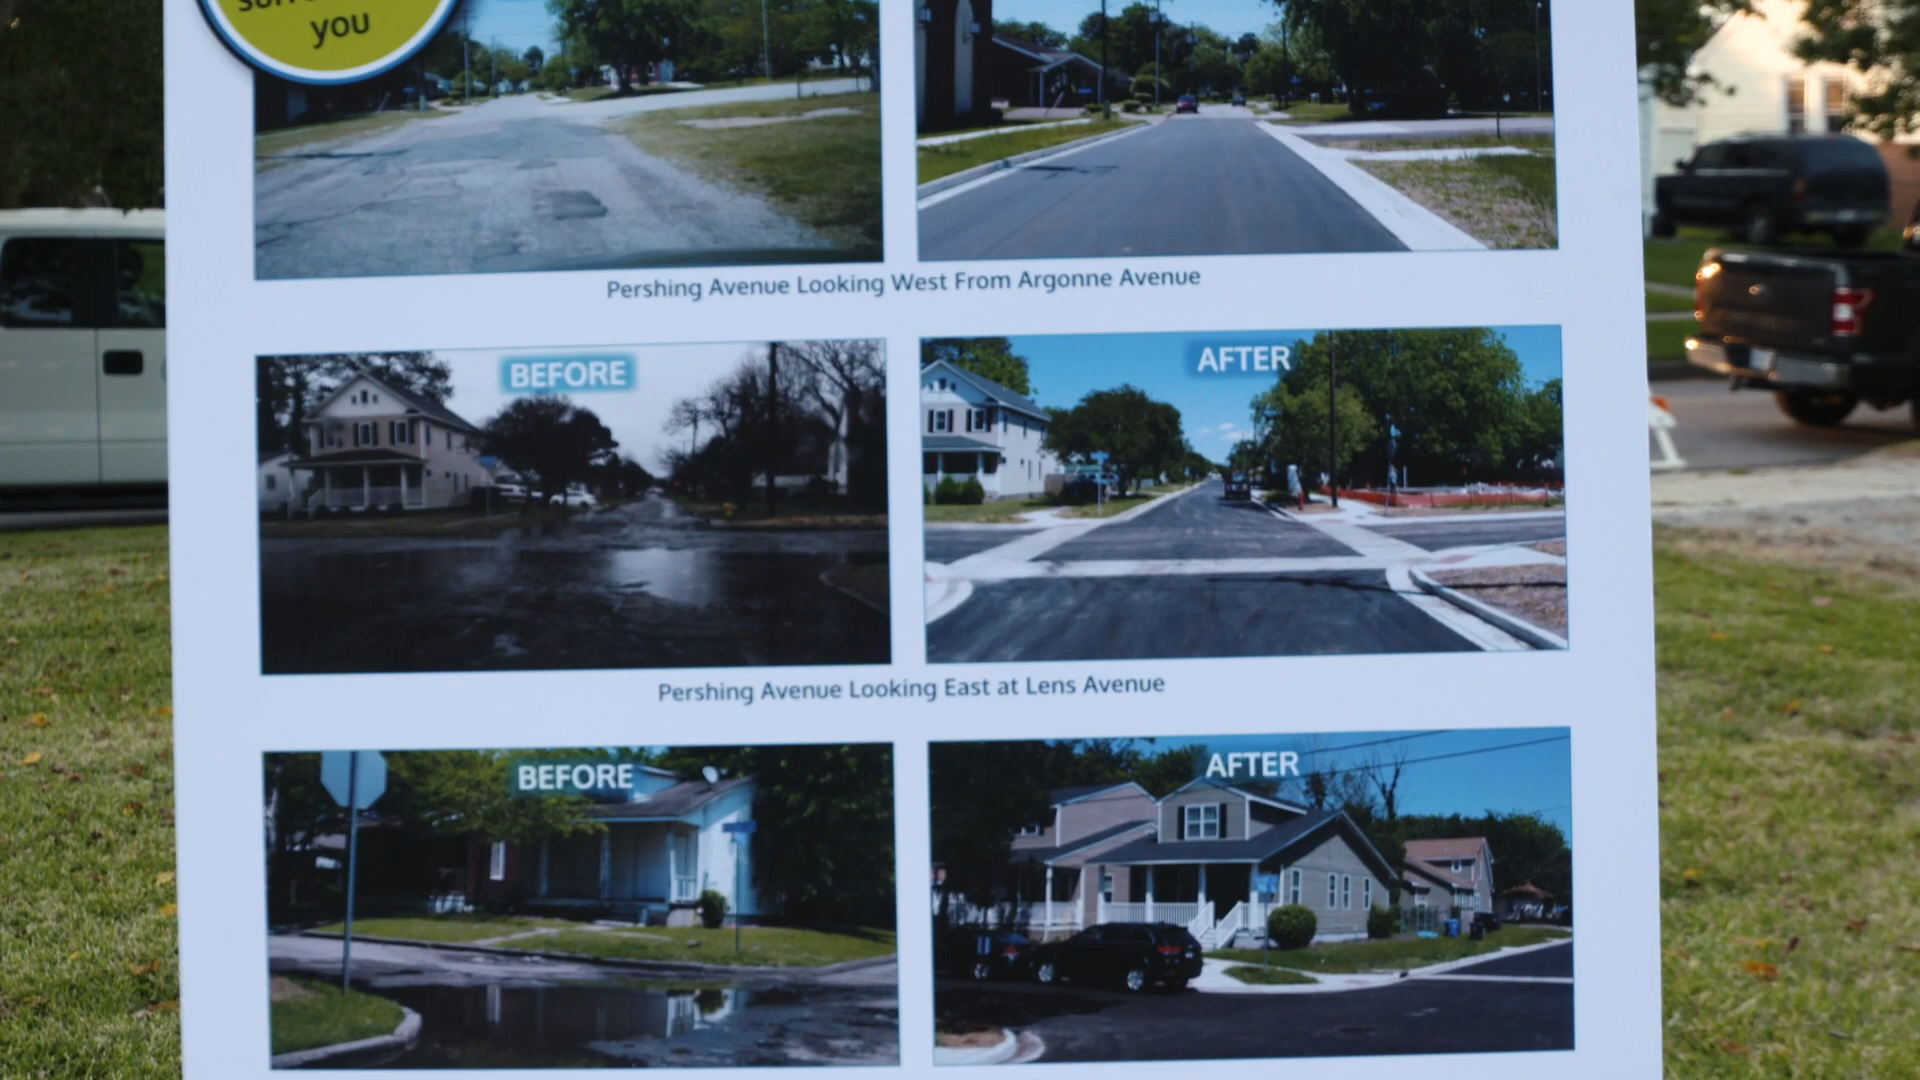 you
Pershing Avenue Looking West From Argonne Avenue
BEFORE
AFTER
Pershing Avenue Looking East at Lens Avenue
BEFORE
AFTER